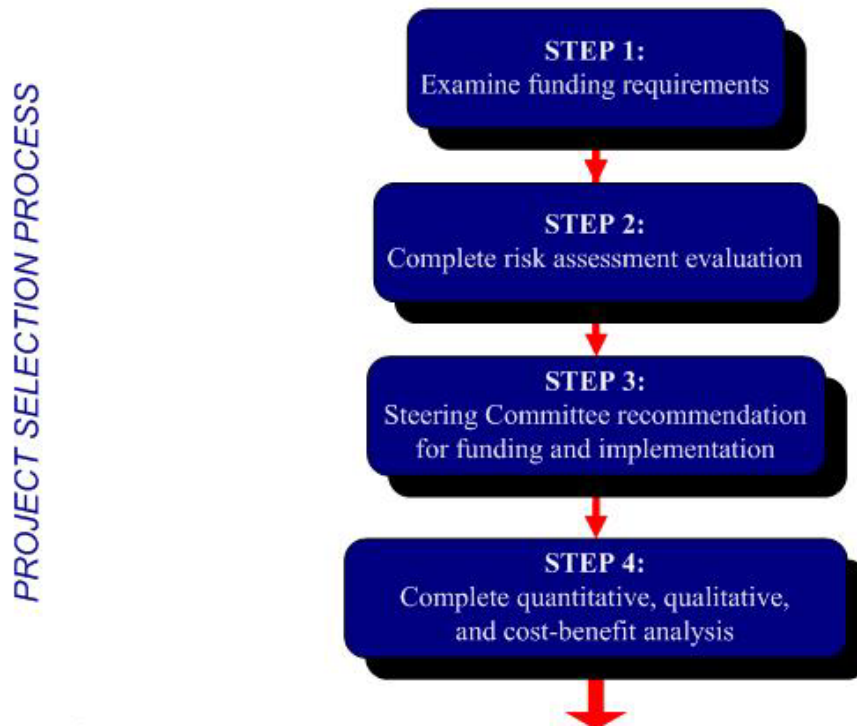 PROJECT SELECTION PROCESS
STEP 1:
Examine funding requirements
STEP 2:
Complete risk assessment evaluation
STEP 3:
Steering Committee recommendation
for funding and implementation
STEP 4:
Complete quantitative, qualitative,
and cost-benefit analysis